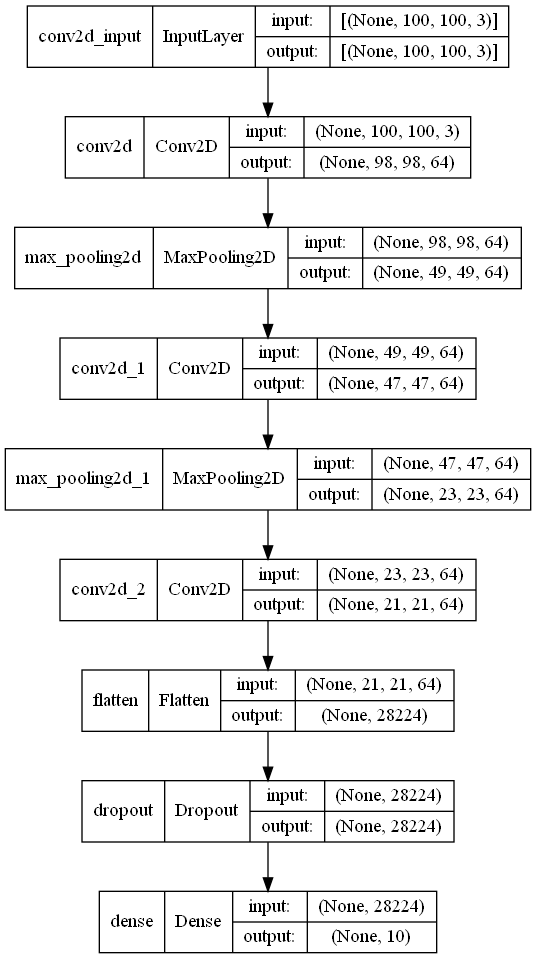 conv2d_input InputLayer input: [(None, 100, 100, 3)]
output: [(None, 100, 100, 3)]
conv2d Conv2D input: (None, 100, 100, 3)
output: (None, 98, 98, 64)
max_pooling2d MaxPooling2D input: (None, 98, 98, 64)
output: (None, 49, 49, 64)
conv2d_1 Conv2D input: (None, 49, 49, 64)
output: (None, 47, 47, 64)
max_pooling2d_1 MaxPooling2D input: (None, 47, 47, 64)
output: (None, 23, 23, 64)
conv2d_2 Conv2D input: (None, 23, 23, 64)
output: (None, 21, 21, 64)
flatten Flatten input: (None, 21, 21, 64)
output: (None, 28224)
dropout Dropout input: (None, 28224)
output: (None, 28224)
dense Dense input: (None, 28224)
output: (None, 10)